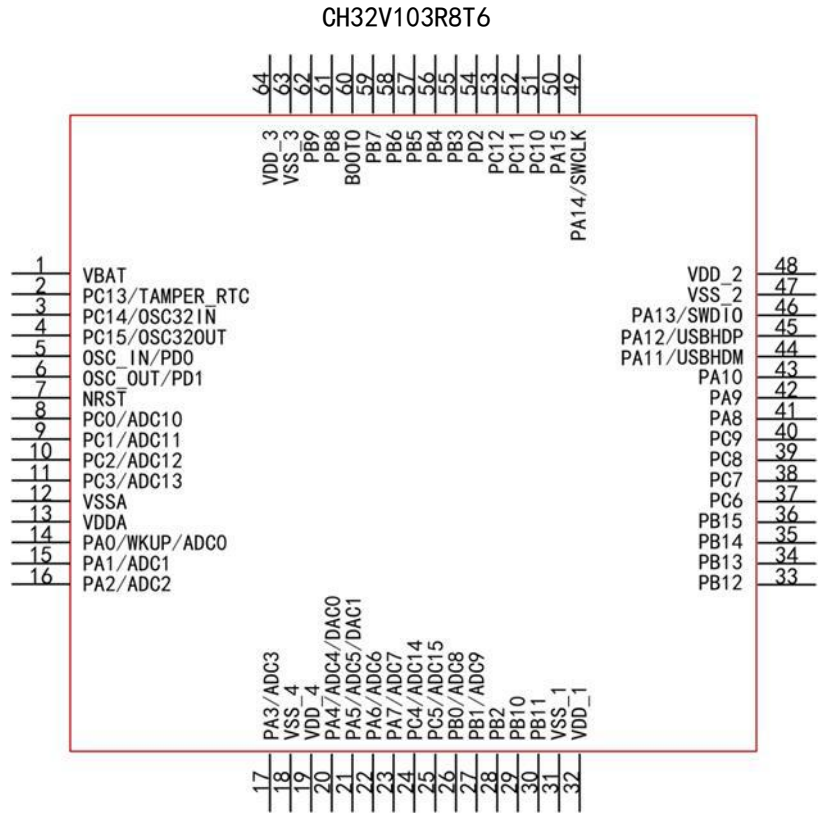 CH32V103R8T6
64 VDD_3
63 VSS_3
62 PB9
61 PB8
60 BOOT0
59 PB7
58 PB6
57 PB5
56 PB4
55 PB3
54 PD2
53 PC12
52 PC11
51 PC10
50 PA15
49 PA14/SWCLK
1 VBAT
2 PC13/TAMPER_RTC
3 PC14/OSC32IN
4 PC15/OSC32OUT
5 OSC_IN/PD0
6 OSC_OUT/PD1
7 NRST
8 PC0/ADC10
9 PC1/ADC11
10 PC2/ADC12
11 PC3/ADC13
12 VSSA
13 VDDA
14 PA0/WKUP/ADC0
15 PA1/ADC1
16 PA2/ADC2
VDD_2 48
VSS_2 47
PA13/SWDIO 46
PA12/USBHDP 45
PA11/USBHDM 44
PA10 43
PA9 42
PA8 41
PC9 40
PC8 39
PC7 38
PC6 37
PB15 36
PB14 35
PB13 34
PB12 33
17 PA3/ADC3
18 VSS_4
19 VDD_4
20 PA4/ADC4/DAC0
21 PA5/ADC5/DAC1
22 PA6/ADC6
23 PA7/ADC7
24 PC4/ADC14
25 PC5/ADC15
26 PB0/ADC8
27 PB1/ADC9
28 PB2
29 PB10
30 PB11
31 VSS_1
32 VDD_1